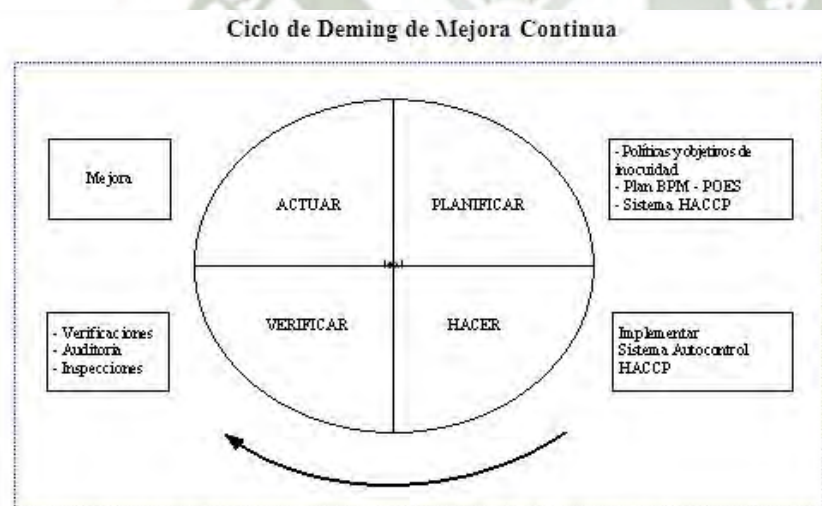 Ciclo de Deming de Mejora Continua
Mejora
ACTUAR
PLANIFICAR
- Políticas y objetivos de
inocuidad
- Plan BPM - POES
- Sistema HACCP
- Verificaciones
- Auditoria
- Inspecciones
VERIFICAR
HACER
Implementar
Sistema Autocontrol
HACCP